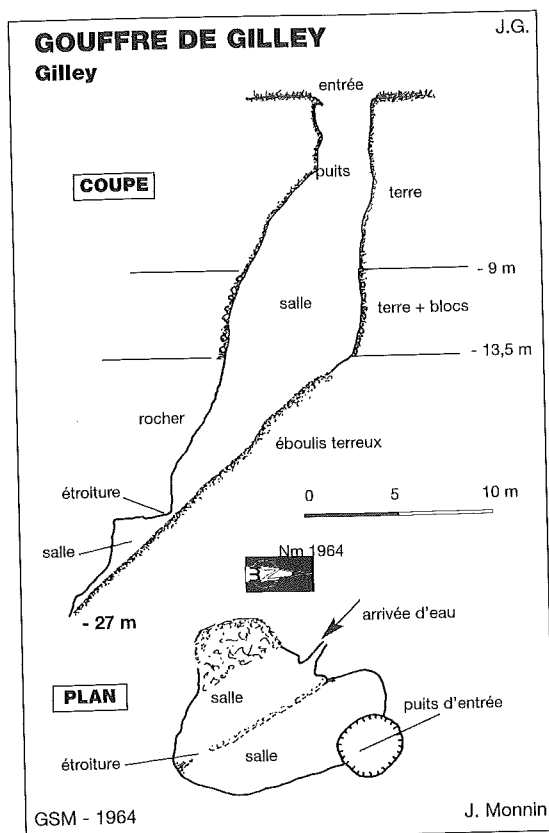 J.G.
GOUFFRE DE GILLEY
Gilley
entrée
COUPE
puits
terre
- 9 m
salle
terre + blocs
- 13,5 m
rocher
éboulis terreux
étroiture
0 5 10 m
salle
Nm 1964
- 27 m
arrivée d'eau
PLAN
salle
puits d'entrée
étroiture
salle
GSM - 1964
J. Monnin